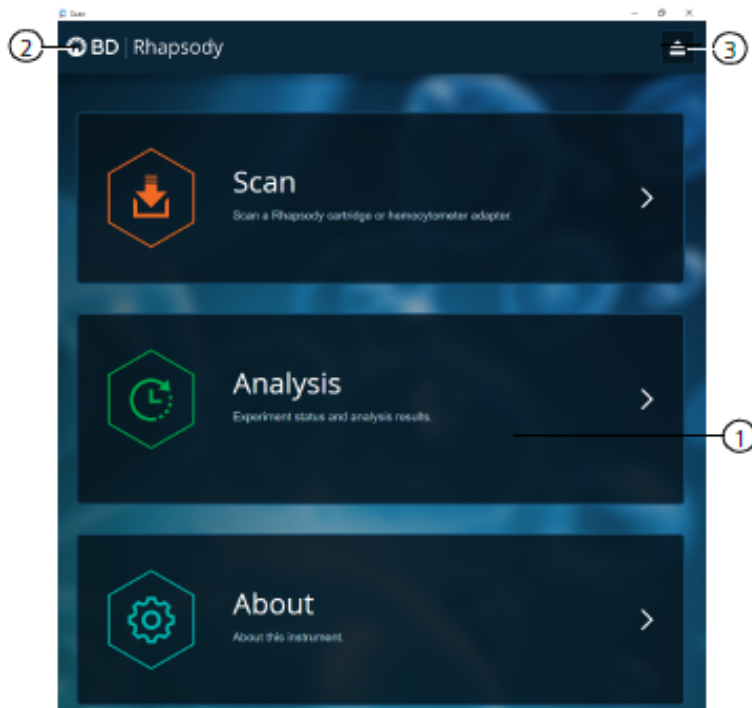 Scan
2 BD | Rhapsody 3
Scan
Scan a Rhapsody cartridge or hemocytometer adapter.
Analysis
Experiment status and analysis results.
1
About
About this instrument.